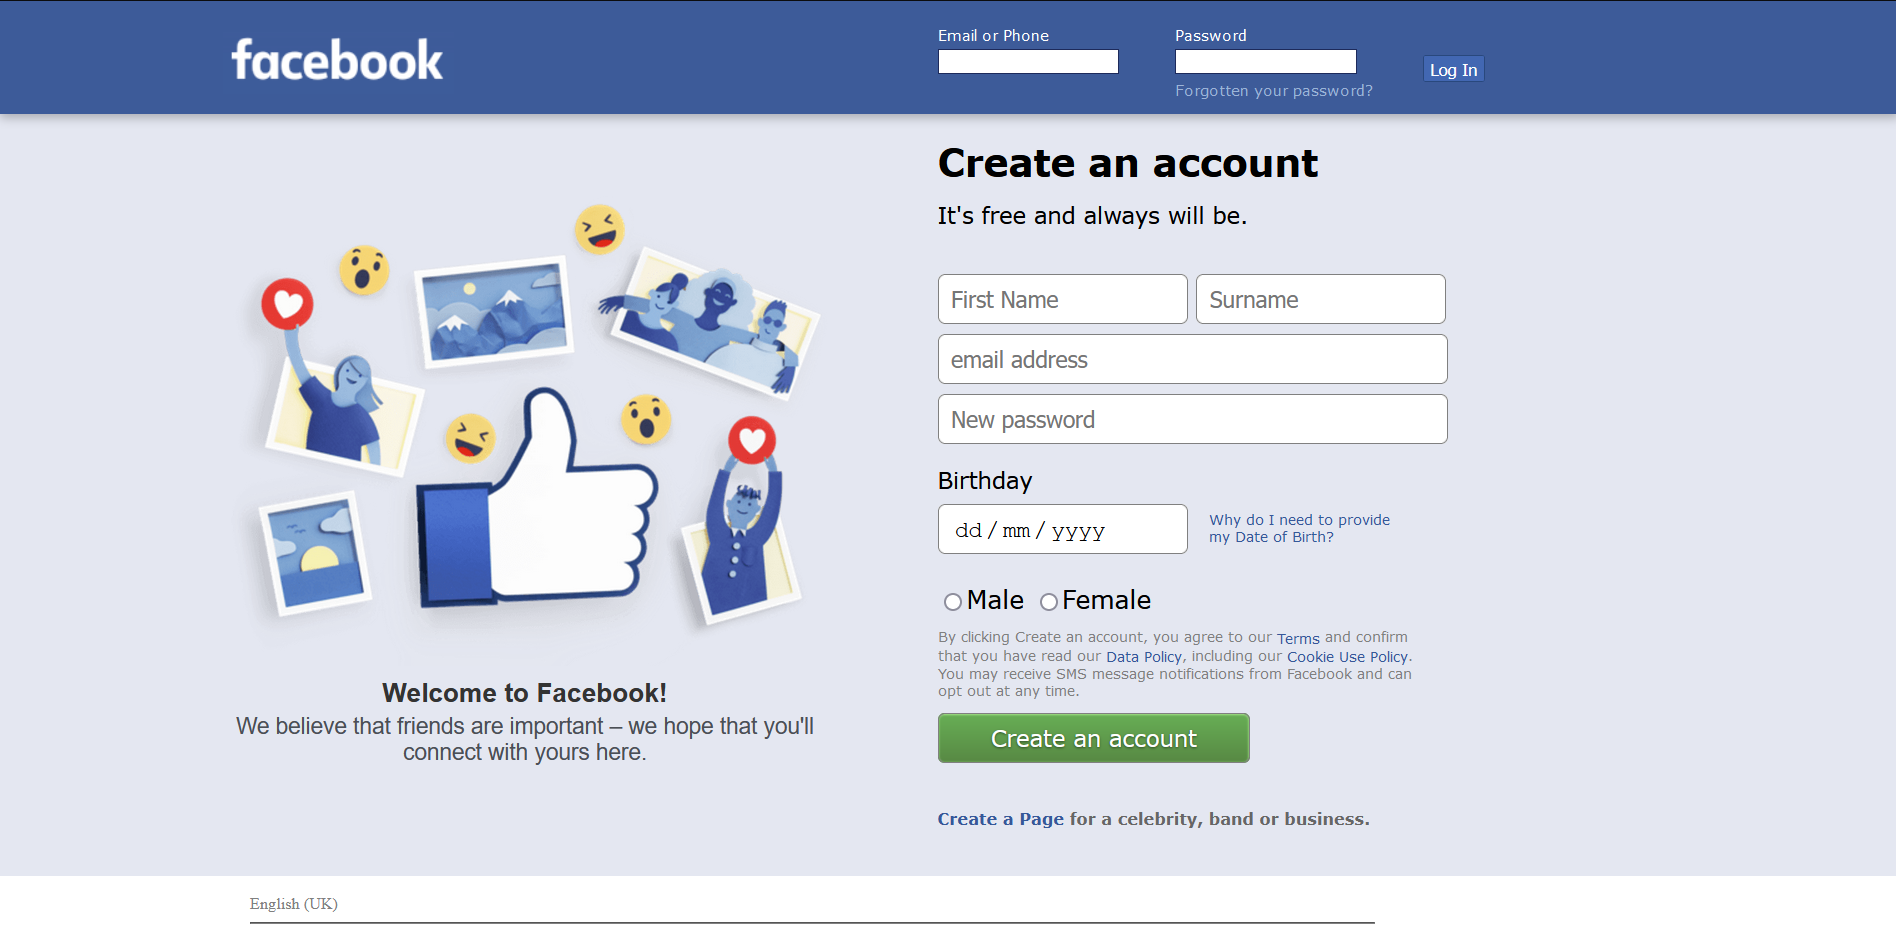 facebook
Email or Phone
Password
Log In
Forgotten your password?
Create an account
It's free and always will be.
First Name
Surname
email address
New password
Birthday
dd / mm / yyyy
Why do I need to provide
my Date of Birth?
Male
Female
By clicking Create an account, you agree to our Terms and confirm
that you have read our Data Policy, including our Cookie Use Policy.
You may receive SMS message notifications from Facebook and can
opt out at any time.
Create an account
Create a Page for a celebrity, band or business.
Welcome to Facebook!
We believe that friends are important – we hope that you'll
connect with yours here.
English (UK)